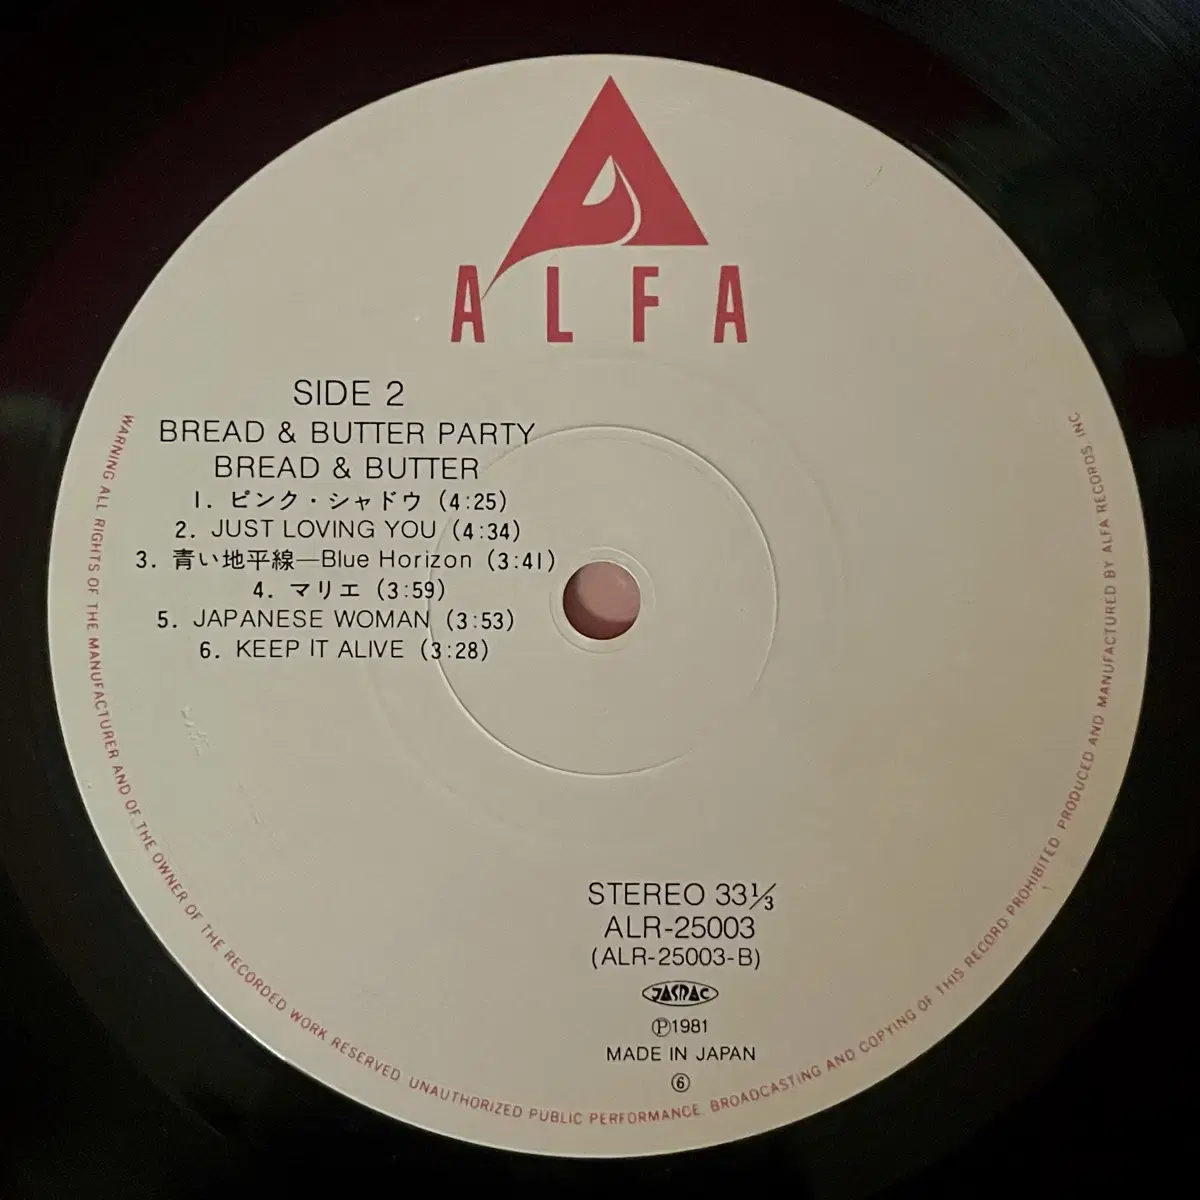 ALFA
SIDE 2
BREAD & BUTTER PARTY
BREAD & BUTTER
1. ピンク・シャドウ (4:25)
2. JUST LOVING YOU (4:34)
3. 青い地平線—Blue Horizon (3:41)
4. マリエ (3:59)
5. JAPANESE WOMAN (3:53)
6. KEEP IT ALIVE (3:28)
STEREO 33⅓
ALR-25003
(ALR-25003-B)
JASRAC
Ⓟ1981
MADE IN JAPAN
⑥
WARNING ALL RIGHTS OF THE MANUFACTURER AND OF THE OWNER OF THE RECORDED WORK RESERVED. UNAUTHORIZED PUBLIC PERFORMANCE. BROADCASTING AND COPYING OF THIS RECORD PROHIBITED. PRODUCED AND MANUFACTURED BY ALFA RECORDS, INC.